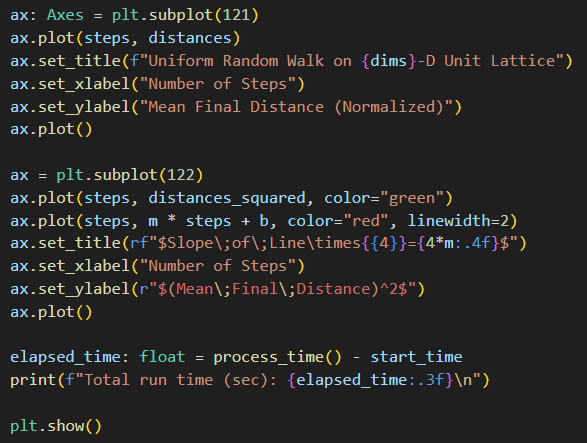 ax: Axes = plt.subplot(121)
ax.plot(steps, distances)
ax.set_title(f"Uniform Random Walk on {dims}-D Unit Lattice")
ax.set_xlabel("Number of Steps")
ax.set_ylabel("Mean Final Distance (Normalized)")
ax.plot()

ax = plt.subplot(122)
ax.plot(steps, distances_squared, color="green")
ax.plot(steps, m * steps + b, color="red", linewidth=2)
ax.set_title(rf"$Slope\;of\;Line\times{{4}}={4*m:.4f}$")
ax.set_xlabel("Number of Steps")
ax.set_ylabel(r"$(Mean\;Final\;Distance)^2$")
ax.plot()

elapsed_time: float = process_time() - start_time
print(f"Total run time (sec): {elapsed_time:.3f}\n")

plt.show()